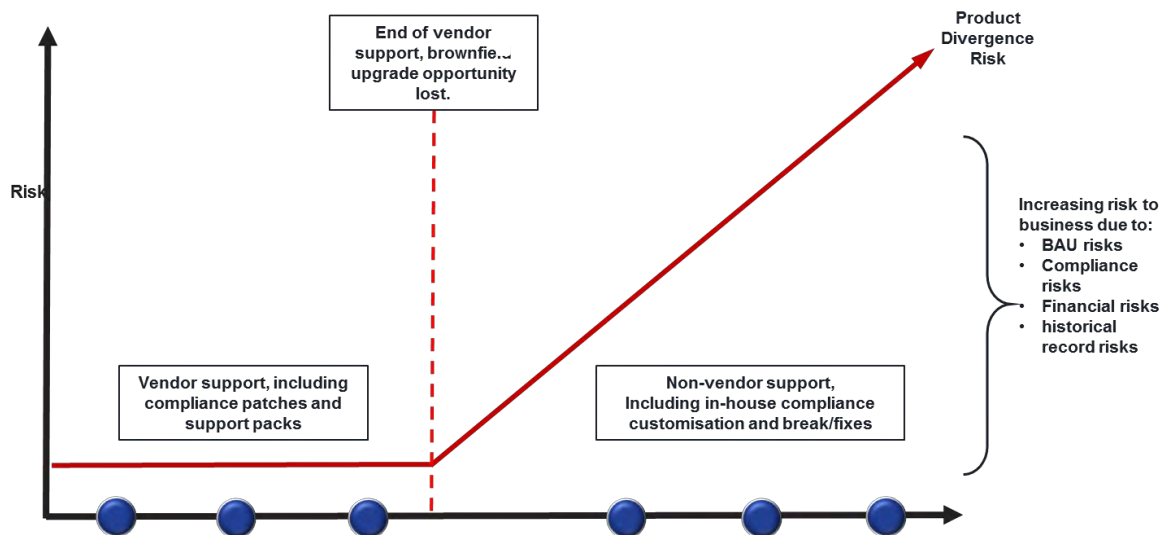 End of vendor
support, brownfield
upgrade opportunity
lost.
Product
Divergence
Risk
Risk
Increasing risk to
business due to:
• BAU risks
• Compliance
risks
• Financial risks
• historical
record risks
Vendor support, including
compliance patches and
support packs
Non-vendor support,
Including in-house compliance
customisation and break/fixes